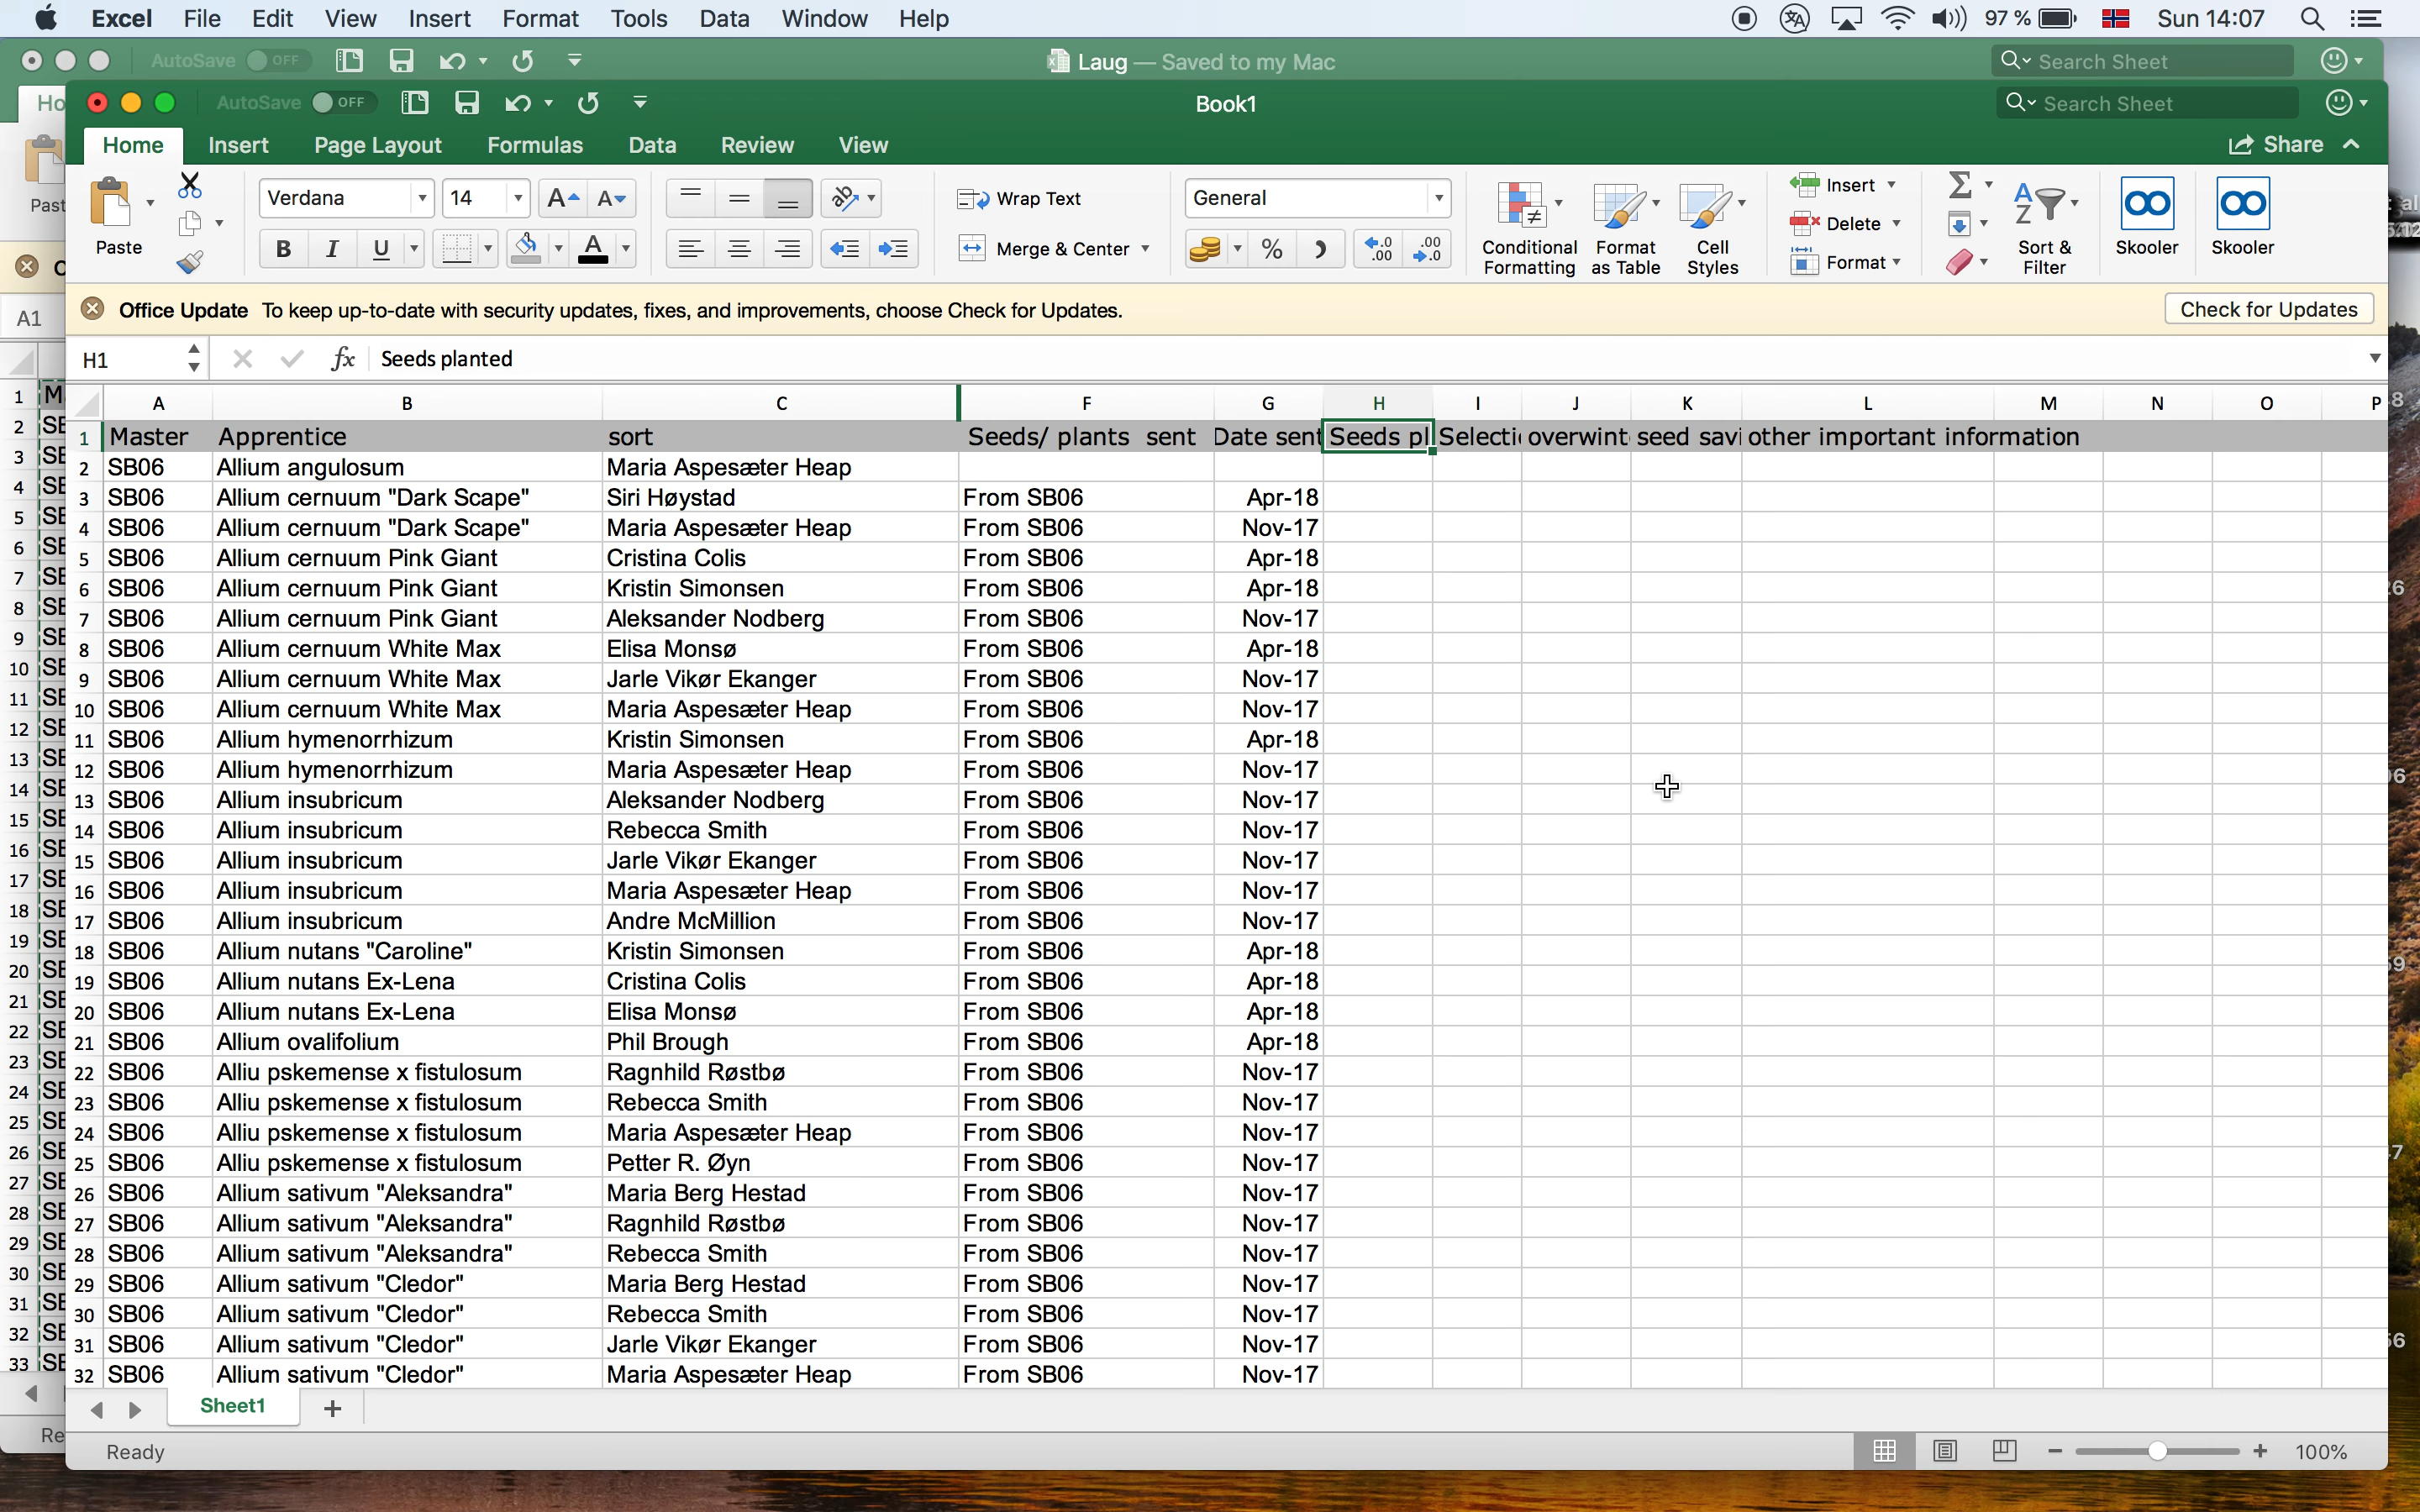 Excel File Edit View Insert Format Tools Data Window Help 97 % Sun 14:07
AutoSave OFF Laug — Saved to my Mac Search Sheet
AutoSave OFF Book1 Search Sheet
Home Insert Page Layout Formulas Data Review View Share
Verdana 14 Wrap Text General Insert
Paste B I U Merge & Center % Conditional Formatting Format as Table Cell Styles Delete Format Sort & Filter Skooler Skooler
Office Update To keep up-to-date with security updates, fixes, and improvements, choose Check for Updates. Check for Updates
A1
H1 fx Seeds planted
A B C F G H I J K L M N O P
1 Master Apprentice sort Seeds/ plants sent Date sent Seeds pl Selecti overwint seed savi other important information
2 SB06 Allium angulosum Maria Aspesæter Heap
3 SB06 Allium cernuum "Dark Scape" Siri Høystad From SB06 Apr-18
4 SB06 Allium cernuum "Dark Scape" Maria Aspesæter Heap From SB06 Nov-17
5 SB06 Allium cernuum Pink Giant Cristina Colis From SB06 Apr-18
6 SB06 Allium cernuum Pink Giant Kristin Simonsen From SB06 Apr-18
7 SB06 Allium cernuum Pink Giant Aleksander Nodberg From SB06 Nov-17
8 SB06 Allium cernuum White Max Elisa Monsø From SB06 Apr-18
9 SB06 Allium cernuum White Max Jarle Vikør Ekanger From SB06 Nov-17
10 SB06 Allium cernuum White Max Maria Aspesæter Heap From SB06 Nov-17
11 SB06 Allium hymenorrhizum Kristin Simonsen From SB06 Apr-18
12 SB06 Allium hymenorrhizum Maria Aspesæter Heap From SB06 Nov-17
13 SB06 Allium insubricum Aleksander Nodberg From SB06 Nov-17
14 SB06 Allium insubricum Rebecca Smith From SB06 Nov-17
15 SB06 Allium insubricum Jarle Vikør Ekanger From SB06 Nov-17
16 SB06 Allium insubricum Maria Aspesæter Heap From SB06 Nov-17
17 SB06 Allium insubricum Andre McMillion From SB06 Nov-17
18 SB06 Allium nutans "Caroline" Kristin Simonsen From SB06 Apr-18
19 SB06 Allium nutans Ex-Lena Cristina Colis From SB06 Apr-18
20 SB06 Allium nutans Ex-Lena Elisa Monsø From SB06 Apr-18
21 SB06 Allium ovalifolium Phil Brough From SB06 Apr-18
22 SB06 Alliu pskemense x fistulosum Ragnhild Røstbø From SB06 Nov-17
23 SB06 Alliu pskemense x fistulosum Rebecca Smith From SB06 Nov-17
24 SB06 Alliu pskemense x fistulosum Maria Aspesæter Heap From SB06 Nov-17
25 SB06 Alliu pskemense x fistulosum Petter R. Øyn From SB06 Nov-17
26 SB06 Allium sativum "Aleksandra" Maria Berg Hestad From SB06 Nov-17
27 SB06 Allium sativum "Aleksandra" Ragnhild Røstbø From SB06 Nov-17
28 SB06 Allium sativum "Aleksandra" Rebecca Smith From SB06 Nov-17
29 SB06 Allium sativum "Cledor" Maria Berg Hestad From SB06 Nov-17
30 SB06 Allium sativum "Cledor" Rebecca Smith From SB06 Nov-17
31 SB06 Allium sativum "Cledor" Jarle Vikør Ekanger From SB06 Nov-17
32 SB06 Allium sativum "Cledor" Maria Aspesæter Heap From SB06 Nov-17
Sheet1 +
Ready 100%